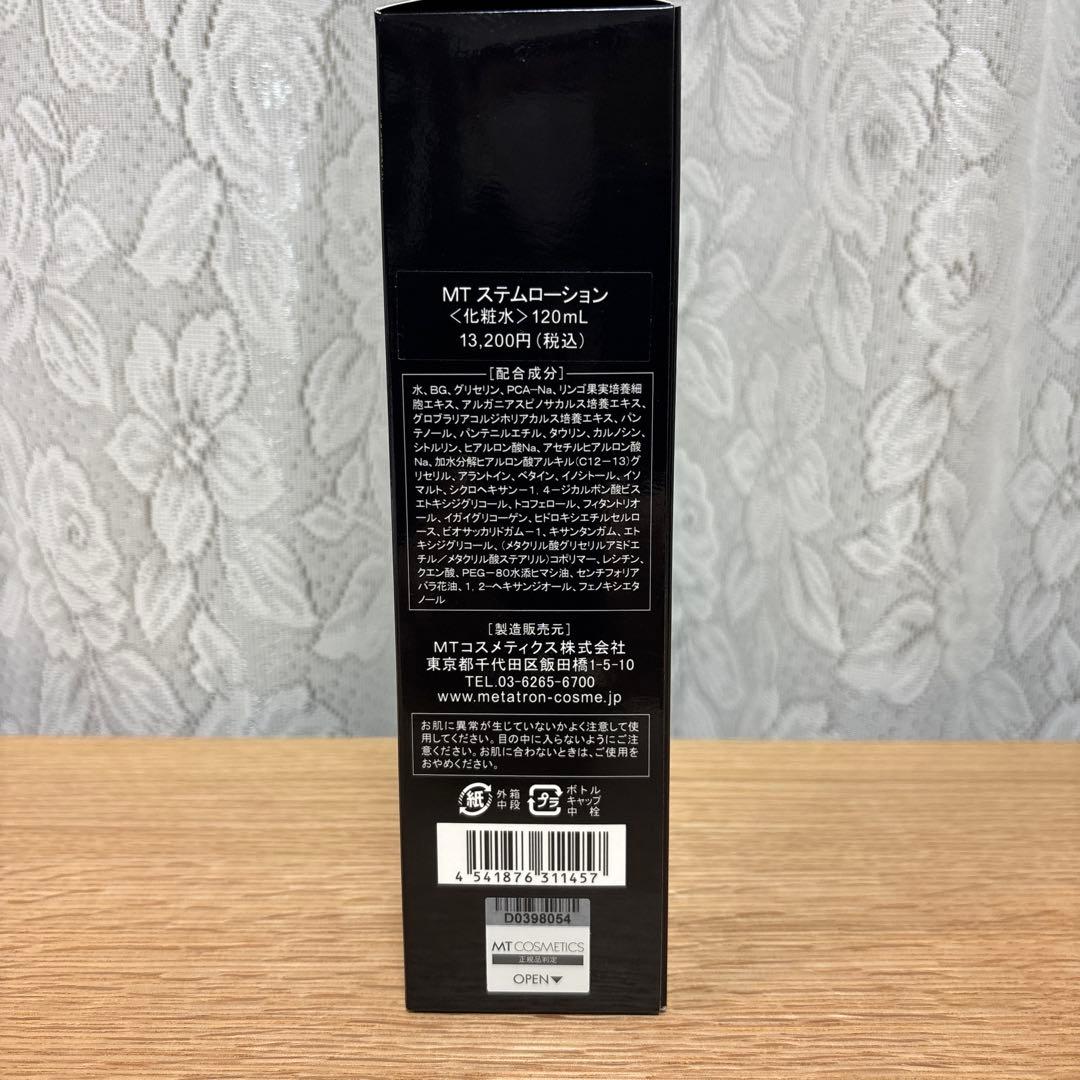 MT ステムローション
<化粧水>120mL
13,200円(税込)
[配合成分]
水、BG、グリセリン、PCA-Na、リンゴ果実培養細
胞エキス、アルガニアスピノサカルス培養エキス、
グロブラリアコルジホリアカルス培養エキス、パン
テノール、パンテニルエチル、タウリン、カルノシン、
シトルリン、ヒアルロン酸Na、アセチルヒアルロン酸
Na、加水分解ヒアルロン酸アルキル(C12-13)グ
リセリル、アラントイン、ベタイン、イノシトール、イソ
マルト、シクロヘキサン-1,4-ジカルボン酸ビス
エトキシジグリコール、トコフェロール、フィタントリオ
ール、イガイグリコーゲン、ヒドロキシエチルセルロ
ース、ビオサッカリドガム-1、キサンタンガム、エト
キシジグリコール、(メタクリル酸グリセリルアミドエ
チル/メタクリル酸ステアリル)コポリマー、レシチン、
クエン酸、PEG-80水添ヒマシ油、センチフォリア
バラ花油、1,2-ヘキサンジオール、フェノキシエタ
ノール
[製造販売元]
MTコスメティクス株式会社
東京都千代田区飯田橋1-5-10
TEL.03-6265-6700
www.metatron-cosme.jp
お肌に異常が生じていないかよく注意して使
用してください。目の中に入らないようにご注
意ください。お肌に合わないときは、ご使用を
おやめください。
紙 外箱 中段 プラ ボトル キャップ 中栓
4 541876 311457
D0398054
MT COSMETICS
正規品判定
OPEN▼